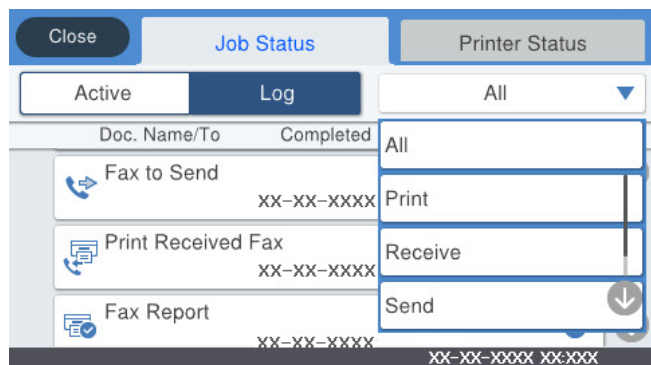 Close
Job Status
Printer Status
Active
Log
All
Doc. Name/To
Completed
All
Fax to Send
XX-XX-XXXX
Print
Print Received Fax
XX-XX-XXXX
Receive
Fax Report
XX-XX-XXXX
Send
XX-XX-XXXX XX:XXX